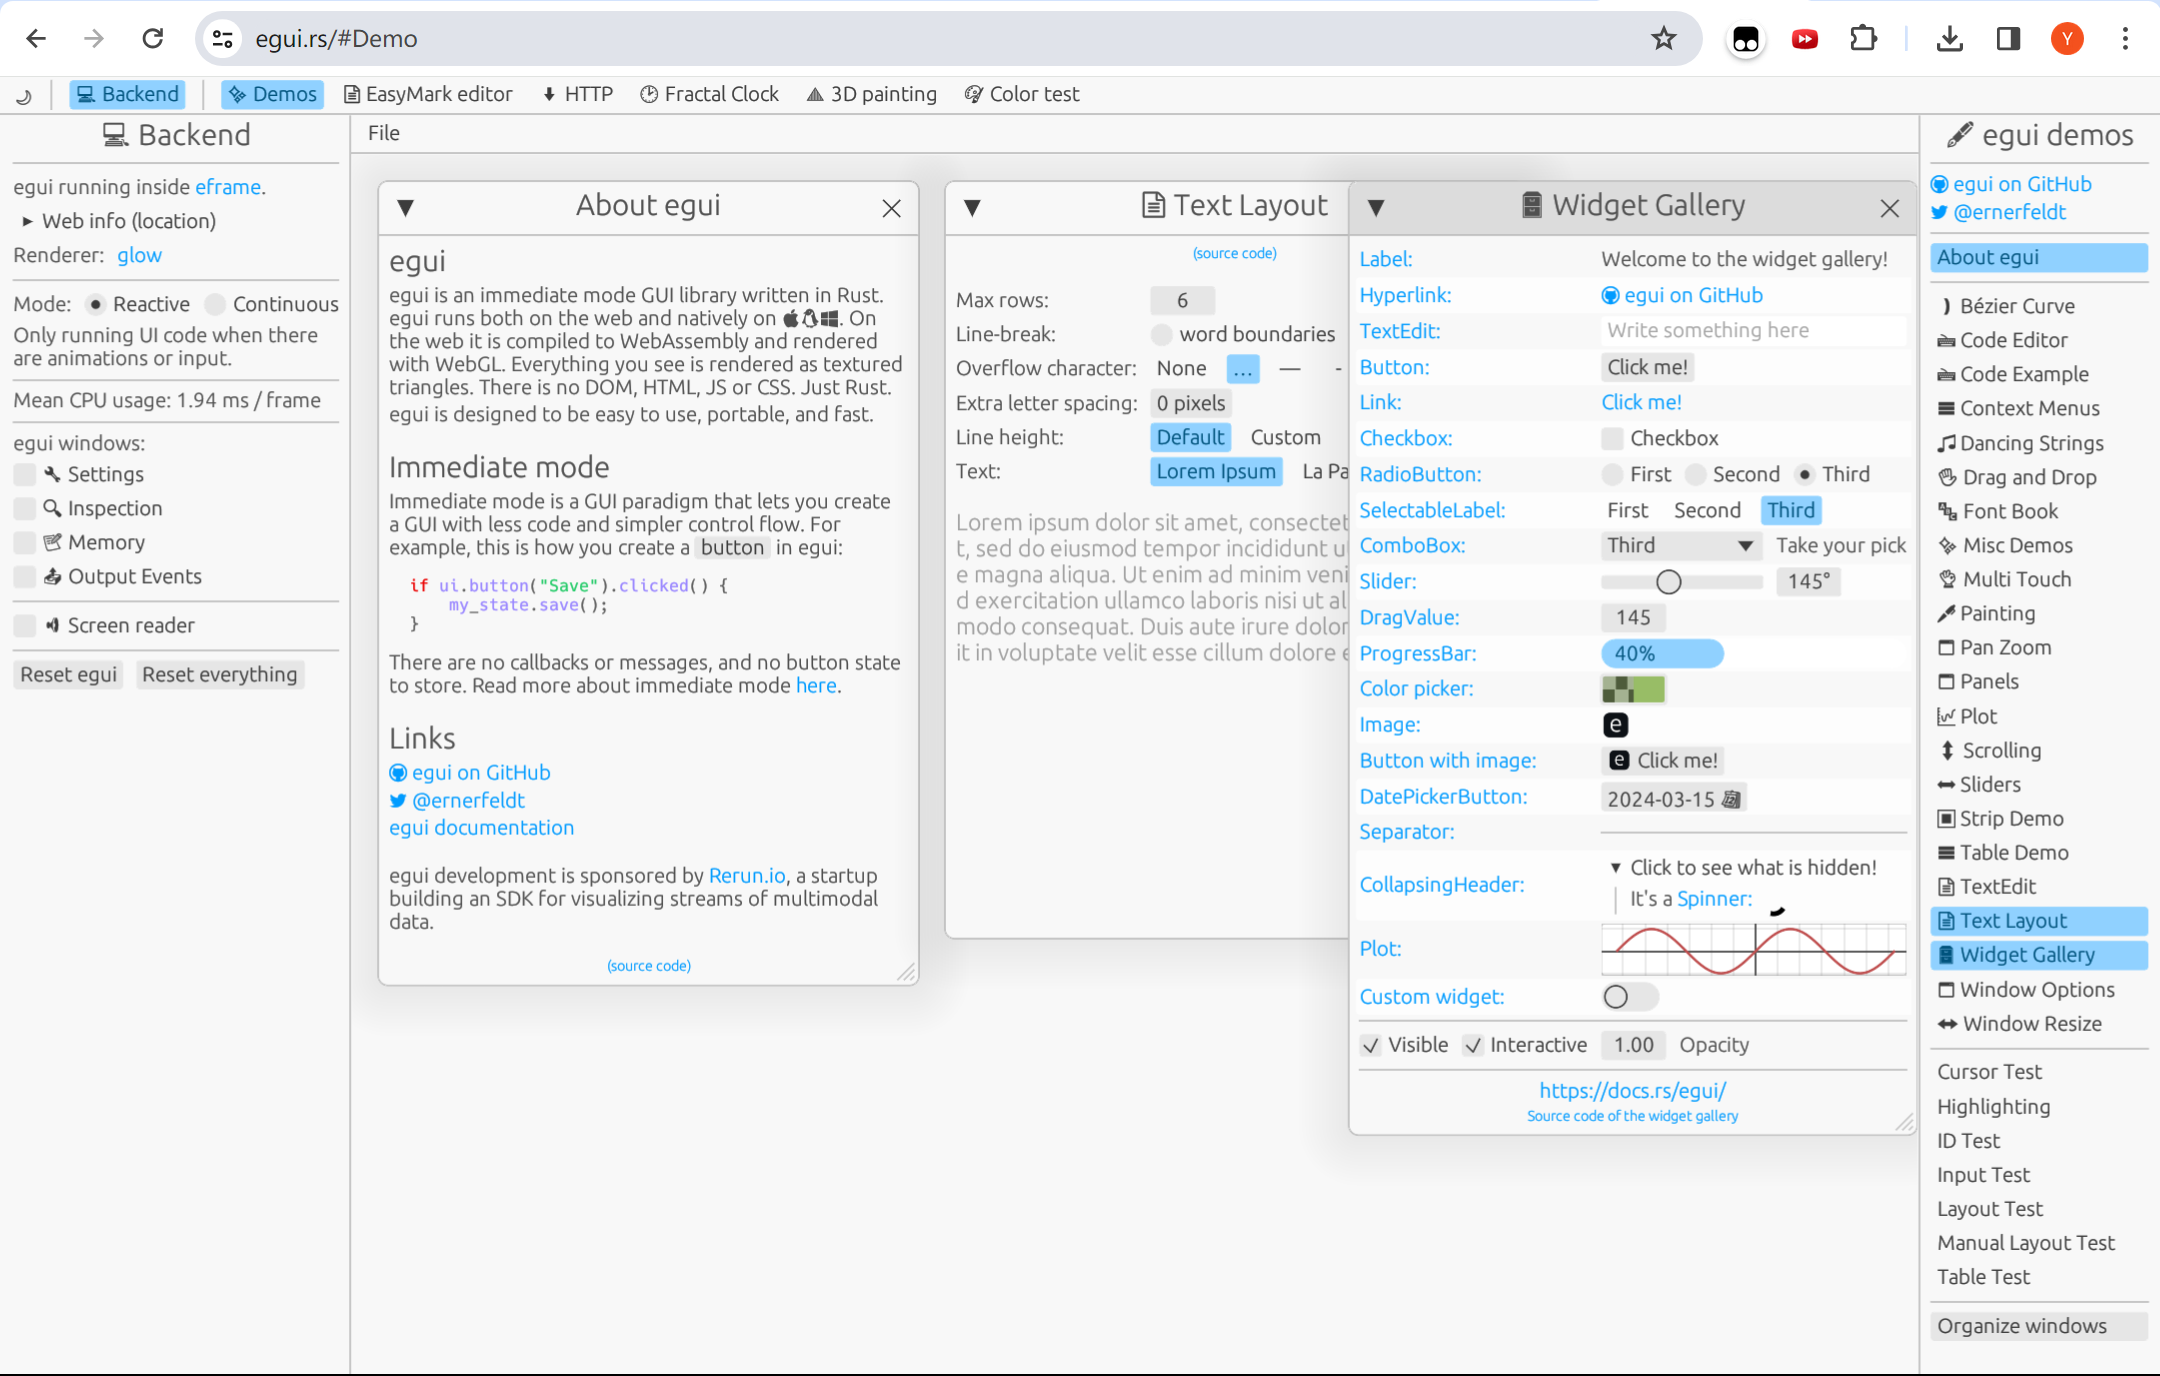 egui.rs/#Demo
Y
Backend
Demos
EasyMark editor
HTTP
Fractal Clock
3D painting
Color test
Backend
egui running inside eframe.
Web info (location)
Renderer: glow
Mode: Reactive Continuous
Only running UI code when there
are animations or input.
Mean CPU usage: 1.94 ms / frame
egui windows:
Settings
Inspection
Memory
Output Events
Screen reader
Reset egui Reset everything
File
About egui
egui
egui is an immediate mode GUI library written in Rust.
egui runs both on the web and natively on . On
the web it is compiled to WebAssembly and rendered
with WebGL. Everything you see is rendered as textured
triangles. There is no DOM, HTML, JS or CSS. Just Rust.
egui is designed to be easy to use, portable, and fast.
Immediate mode
Immediate mode is a GUI paradigm that lets you create
a GUI with less code and simpler control flow. For
example, this is how you create a button in egui:
if ui.button("Save").clicked() {
my_state.save();
}
There are no callbacks or messages, and no button state
to store. Read more about immediate mode here.
Links
egui on GitHub
@ernerfeldt
egui documentation
egui development is sponsored by Rerun.io, a startup
building an SDK for visualizing streams of multimodal
data.
(source code)
Text Layout
(source code)
Max rows: 6
Line-break: word boundaries
Overflow character: None … — -
Extra letter spacing: 0 pixels
Line height: Default Custom
Text: Lorem Ipsum La Pa
Lorem ipsum dolor sit amet, consectet
t, sed do eiusmod tempor incididunt u
e magna aliqua. Ut enim ad minim veni
d exercitation ullamco laboris nisi ut al
modo consequat. Duis aute irure dolor
it in voluptate velit esse cillum dolore e
Widget Gallery
Label: Welcome to the widget gallery!
Hyperlink: egui on GitHub
TextEdit: Write something here
Button: Click me!
Link: Click me!
Checkbox: Checkbox
RadioButton: First Second Third
SelectableLabel: First Second Third
ComboBox: Third Take your pick
Slider: 145°
DragValue: 145
ProgressBar: 40%
Color picker:
Image: e
Button with image: e Click me!
DatePickerButton: 2024-03-15
Separator:
CollapsingHeader: Click to see what is hidden!
It's a Spinner:
Plot:
Custom widget:
Visible Interactive 1.00 Opacity
https://docs.rs/egui/
Source code of the widget gallery
egui demos
egui on GitHub
@ernerfeldt
About egui
Bézier Curve
Code Editor
Code Example
Context Menus
Dancing Strings
Drag and Drop
Font Book
Misc Demos
Multi Touch
Painting
Pan Zoom
Panels
Plot
Scrolling
Sliders
Strip Demo
Table Demo
TextEdit
Text Layout
Widget Gallery
Window Options
Window Resize
Cursor Test
Highlighting
ID Test
Input Test
Layout Test
Manual Layout Test
Table Test
Organize windows